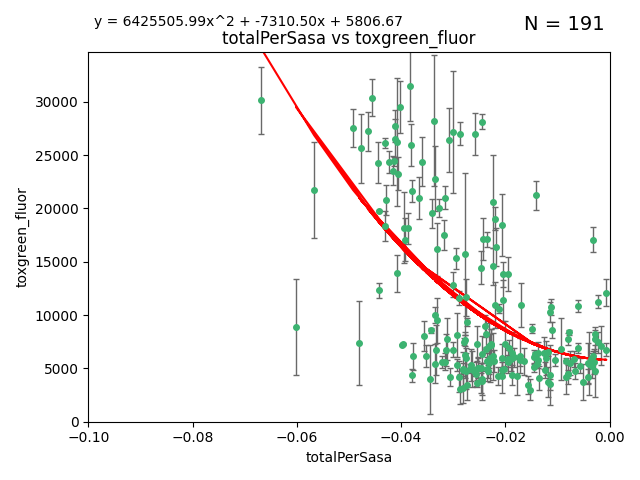 y = 6425505.99x^2 + -7310.50x + 5806.67
N = 191
totalPerSasa vs toxgreen_fluor
30000
25000
20000
15000
10000
5000
0
toxgreen_fluor
−0.10 −0.08 −0.06 −0.04 −0.02 0.00
totalPerSasa